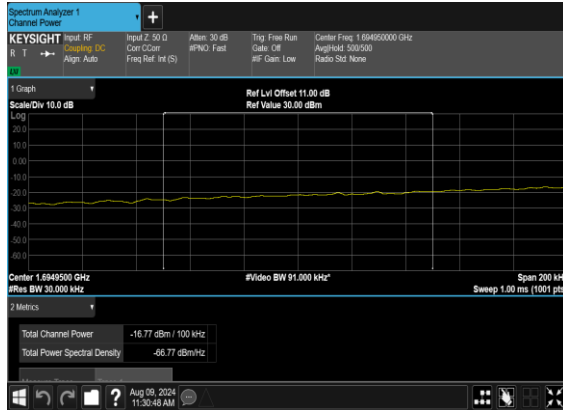 Spectrum Analyzer 1
Channel Power
+
KEYSIGHT Input: RF Input Z: 50 Ω Atten: 30 dB Trig: Free Run Center Freq: 1.694950000 GHz
R T Coupling: DC Corr CCorr #PNO: Fast Gate: Off Avg|Hold: 500/500
Align: Auto Freq Ref: Int (S) #IF Gain: Low Radio Std: None
1 Graph
Ref Lvl Offset 11.00 dB
Scale/Div 10.0 dB Ref Value 30.00 dBm
Log
20.0
10.0
0.00
-10.0
-20.0
-30.0
-40.0
-50.0
-60.0
Center 1.6949500 GHz #Video BW 91.000 kHz* Span 200 kH
#Res BW 30.000 kHz Sweep 1.00 ms (1001 pts
2 Metrics
Total Channel Power -16.77 dBm / 100 kHz
Total Power Spectral Density -66.77 dBm/Hz
? Aug 09, 2024
11:30:48 AM